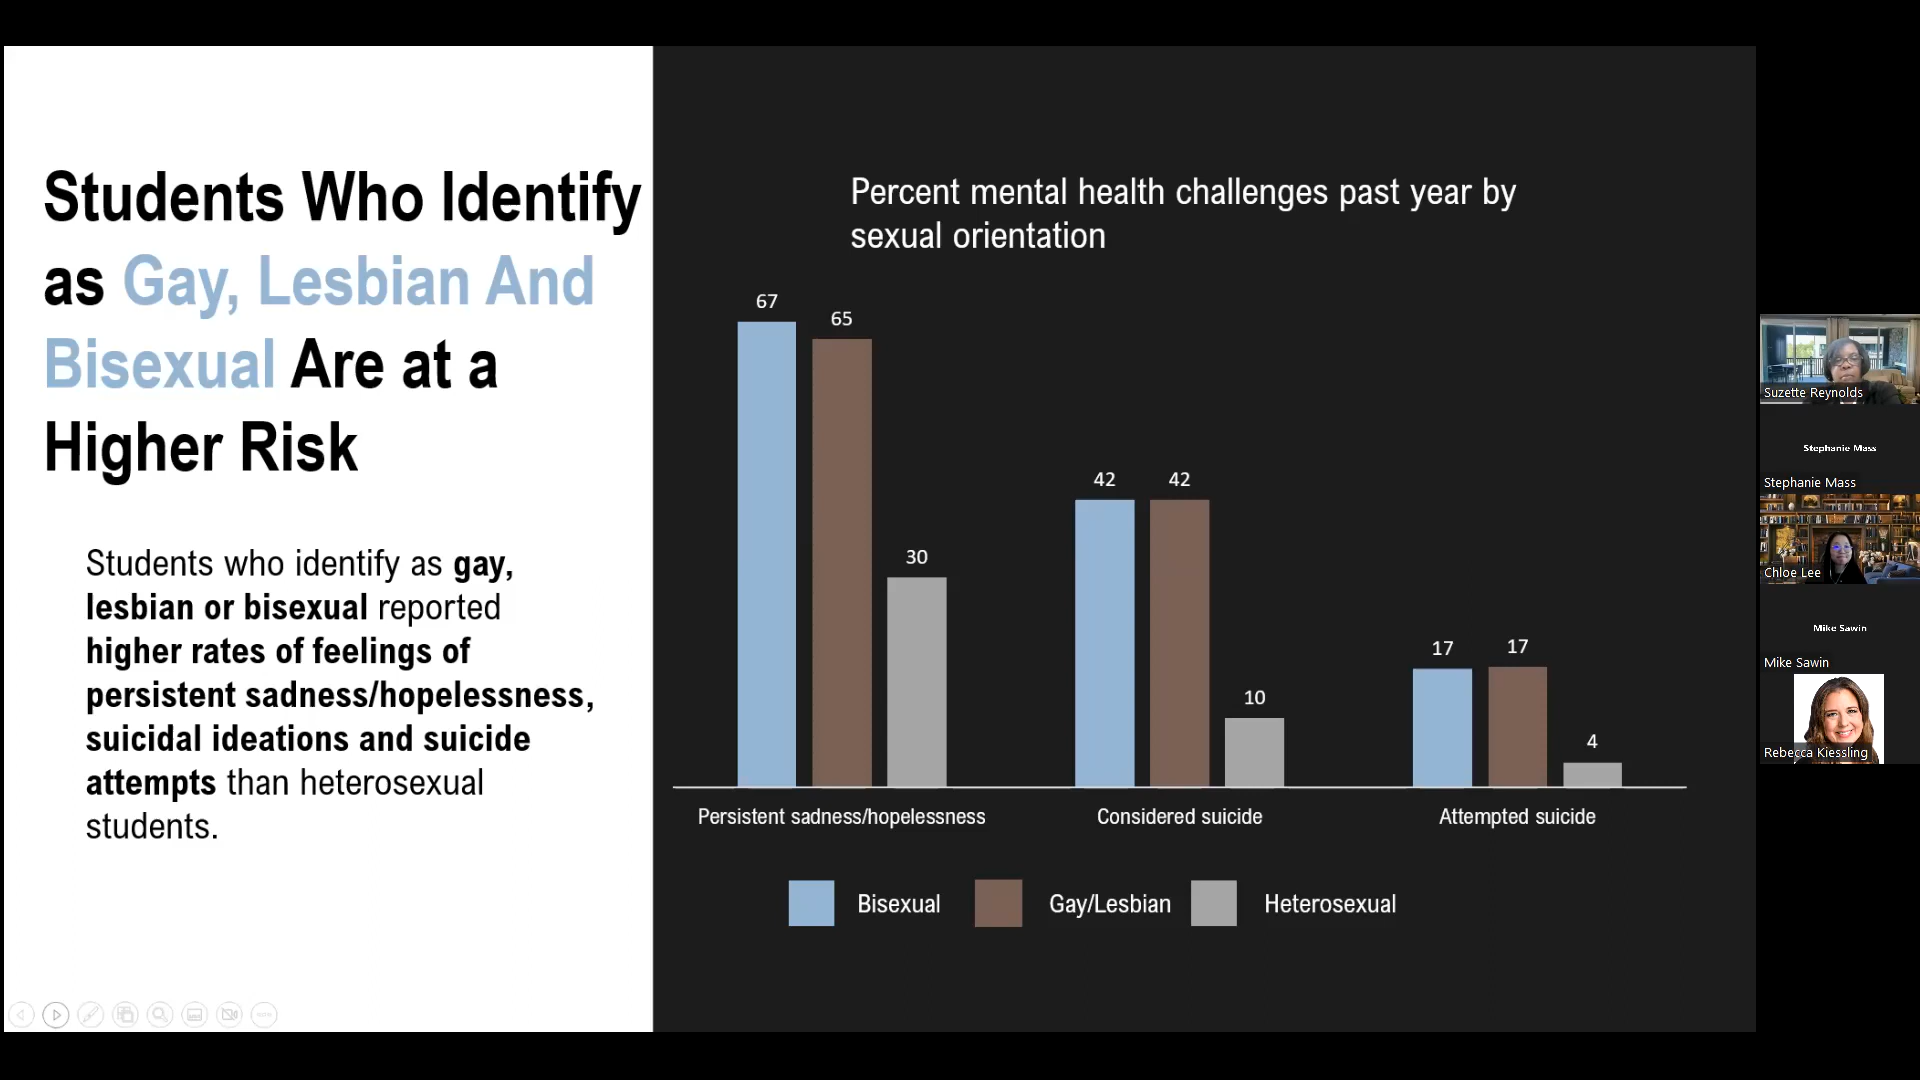 Students Who Identify
as Gay, Lesbian And
Bisexual Are at a
Higher Risk
Students who identify as gay,
lesbian or bisexual reported
higher rates of feelings of
persistent sadness/hopelessness,
suicidal ideations and suicide
attempts than heterosexual
students.
Percent mental health challenges past year by
sexual orientation
67
65
30
42
42
10
17
17
4
Persistent sadness/hopelessness
Considered suicide
Attempted suicide
Bisexual
Gay/Lesbian
Heterosexual
Suzette Reynolds
Stephanie Mass
Stephanie Mass
Chloe Lee
Mike Sawin
Mike Sawin
Rebecca Kiessling